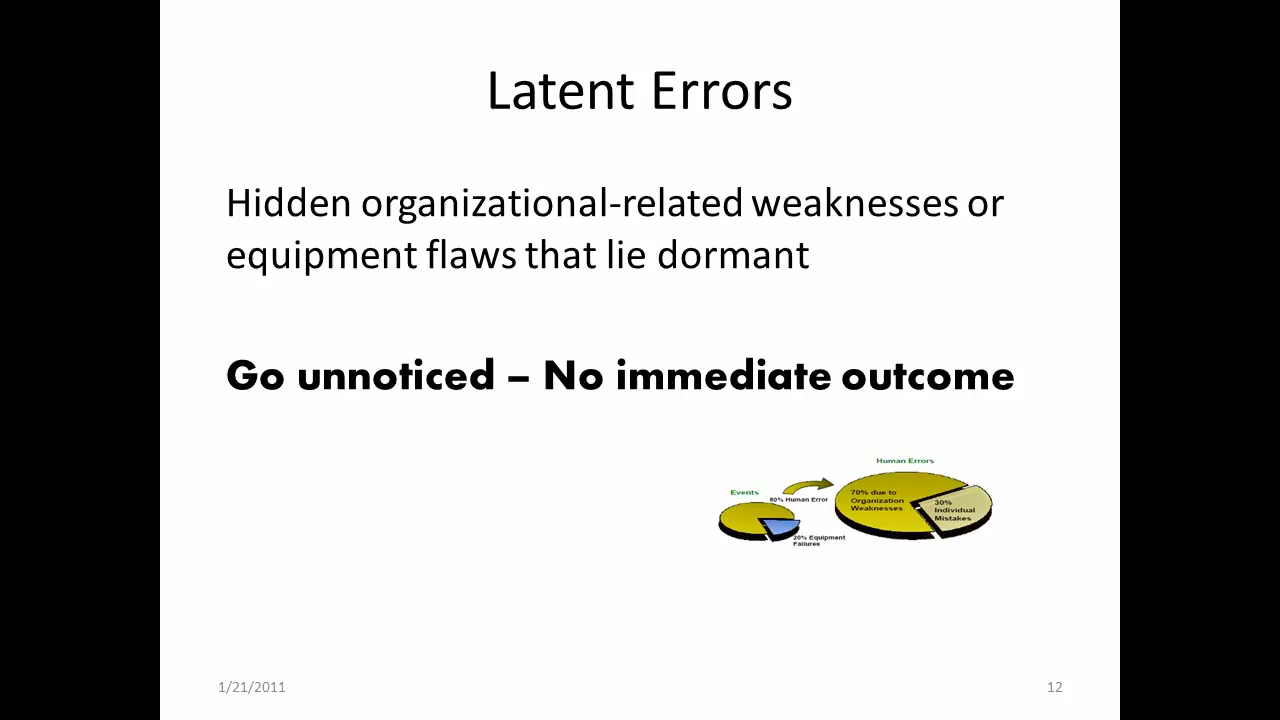 Latent Errors
Hidden organizational-related weaknesses or
equipment flaws that lie dormant
Go unnoticed – No immediate outcome
Human Errors
Events
80% Human Error
70% due to
Organization
Weaknesses
30%
Individual
Mistakes
20% Equipment
Failures
1/21/2011
12